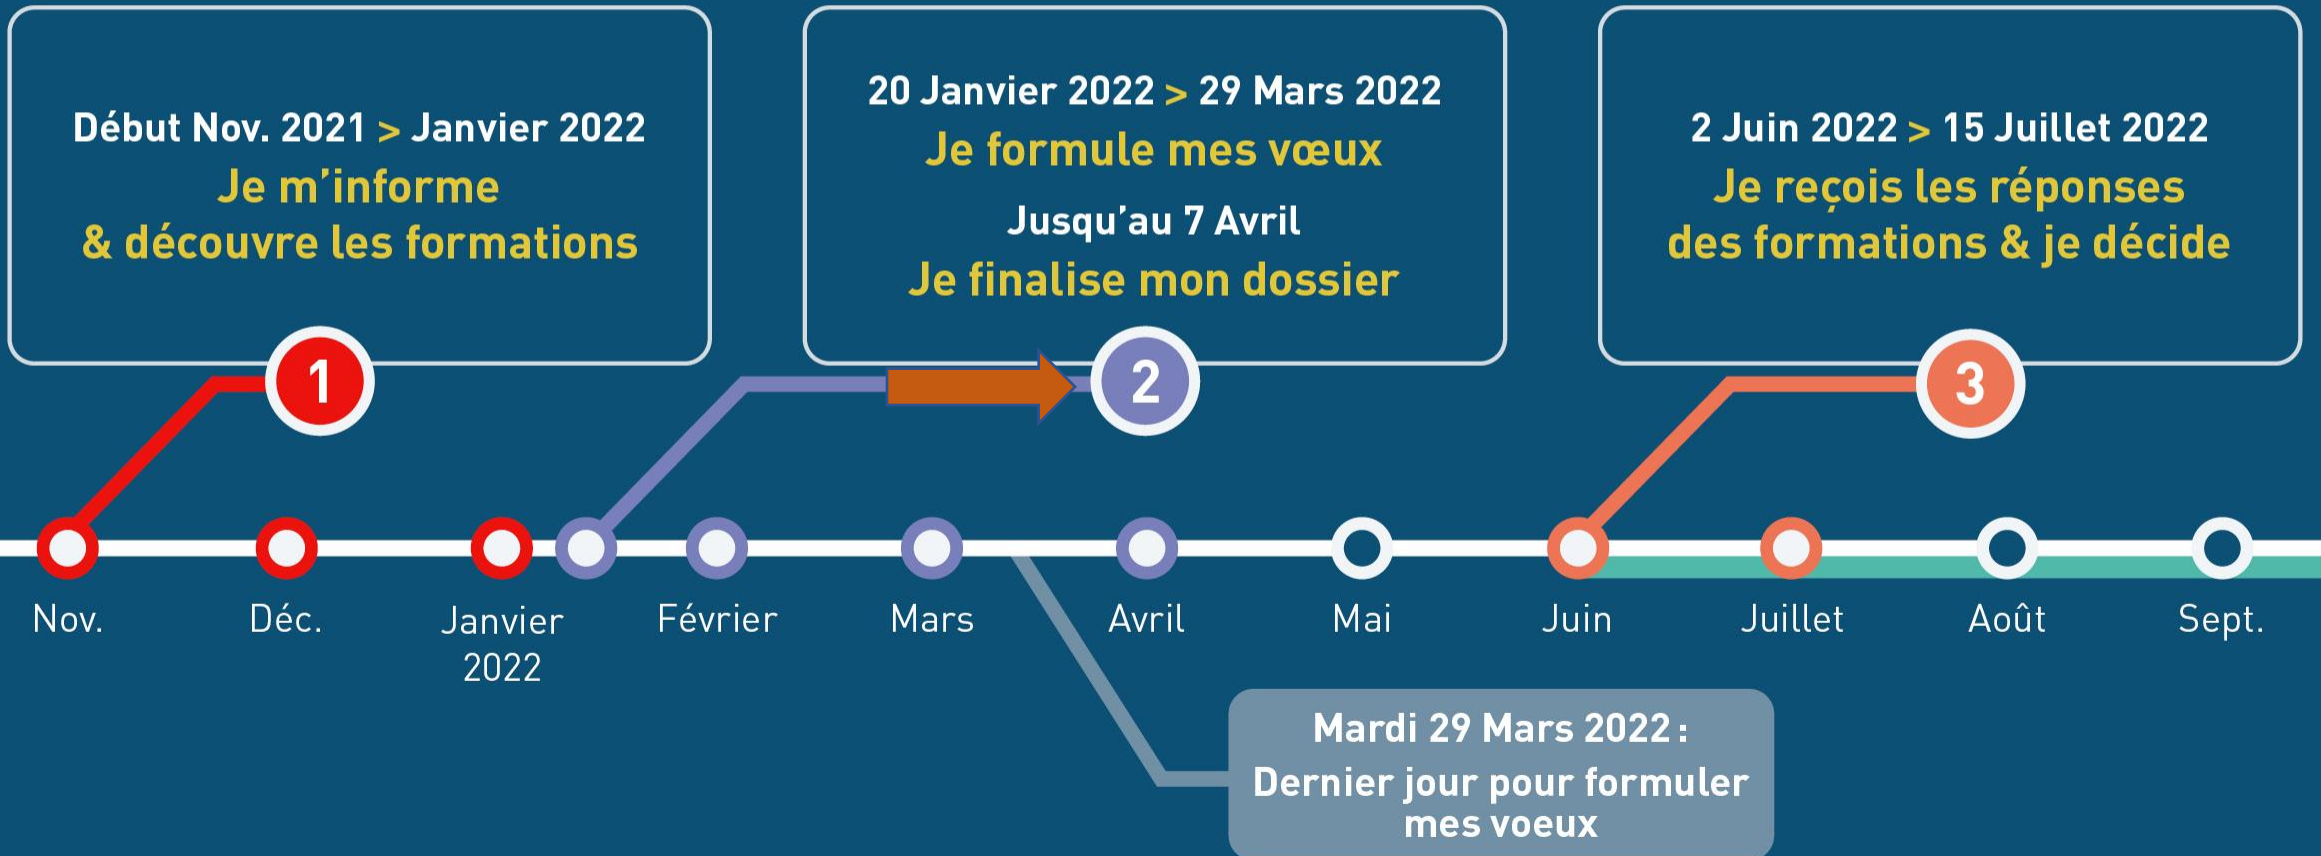 Début Nov. 2021 > Janvier 2022
Je m’informe
& découvre les formations
1
20 Janvier 2022 > 29 Mars 2022
Je formule mes vœux
Jusqu’au 7 Avril
Je finalise mon dossier
2
2 Juin 2022 > 15 Juillet 2022
Je reçois les réponses
des formations & je décide
3
Nov.
Déc.
Janvier
2022
Février
Mars
Avril
Mai
Juin
Juillet
Août
Sept.
Mardi 29 Mars 2022 :
Dernier jour pour formuler
mes voeux